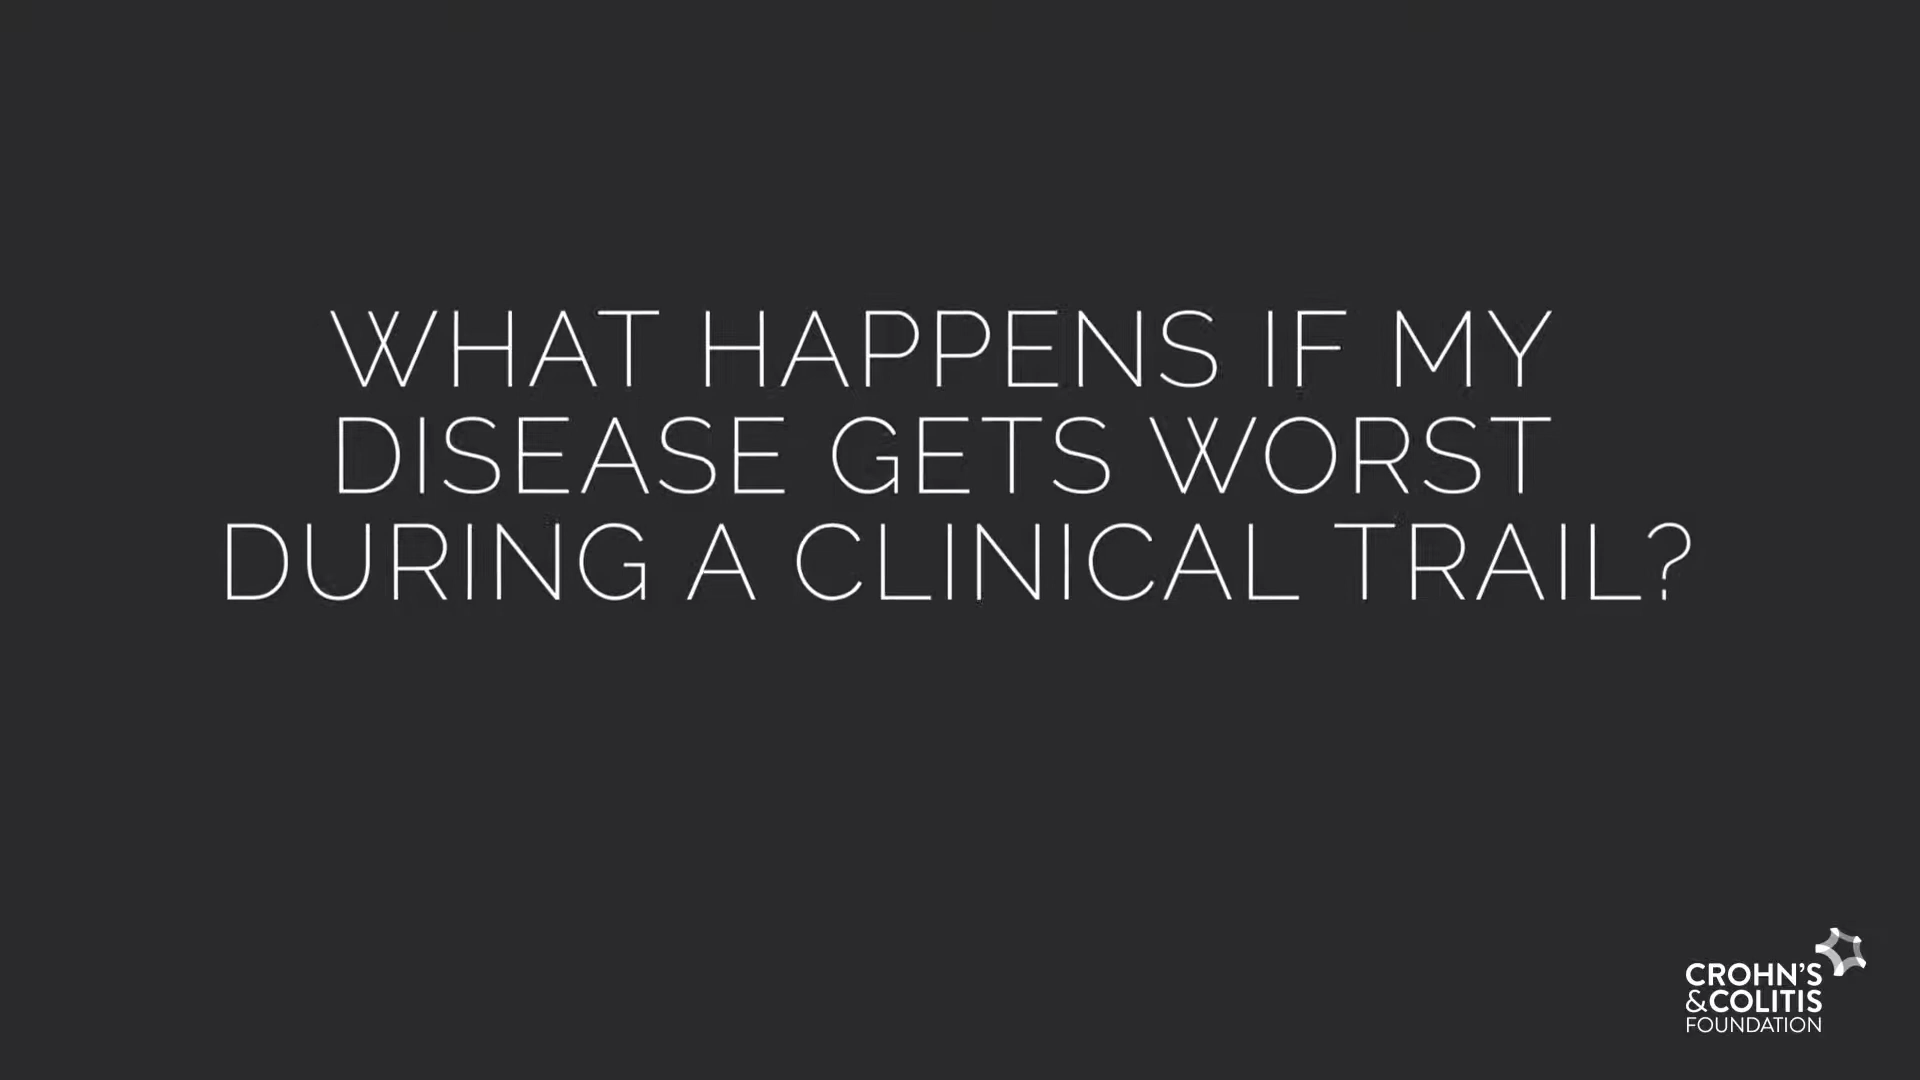 WHAT HAPPENS IF MY
DISEASE GETS WORST
DURING A CLINICAL TRAIL?
CROHN'S
&COLITIS
FOUNDATION